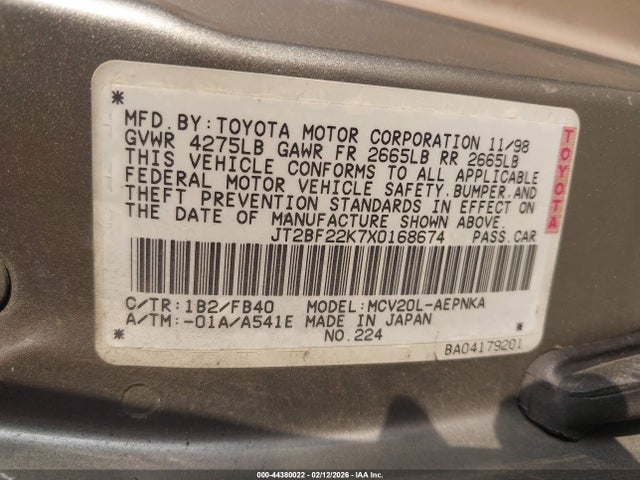 *
MFD.BY:TOYOTA MOTOR CORPORATION 11/98
GVWR 4275LB GAWR FR 2665LB RR 2665LB
THIS VEHICLE CONFORMS TO ALL APPLICABLE
FEDERAL MOTOR VEHICLE SAFETY,BUMPER,AND
THEFT PREVENTION STANDARDS IN EFFECT ON
THE DATE OF MANUFACTURE SHOWN ABOVE.
TOYOTA
JT2BF22K7X0168674 PASS.CAR
C/TR:1B2/FB40 MODEL:MCV20L-AEPNKA
A/TM:-01A/A541E MADE IN JAPAN
* NO.224 *
BA04179201
000-44380022 - 02/12/2026 - IAA Inc.